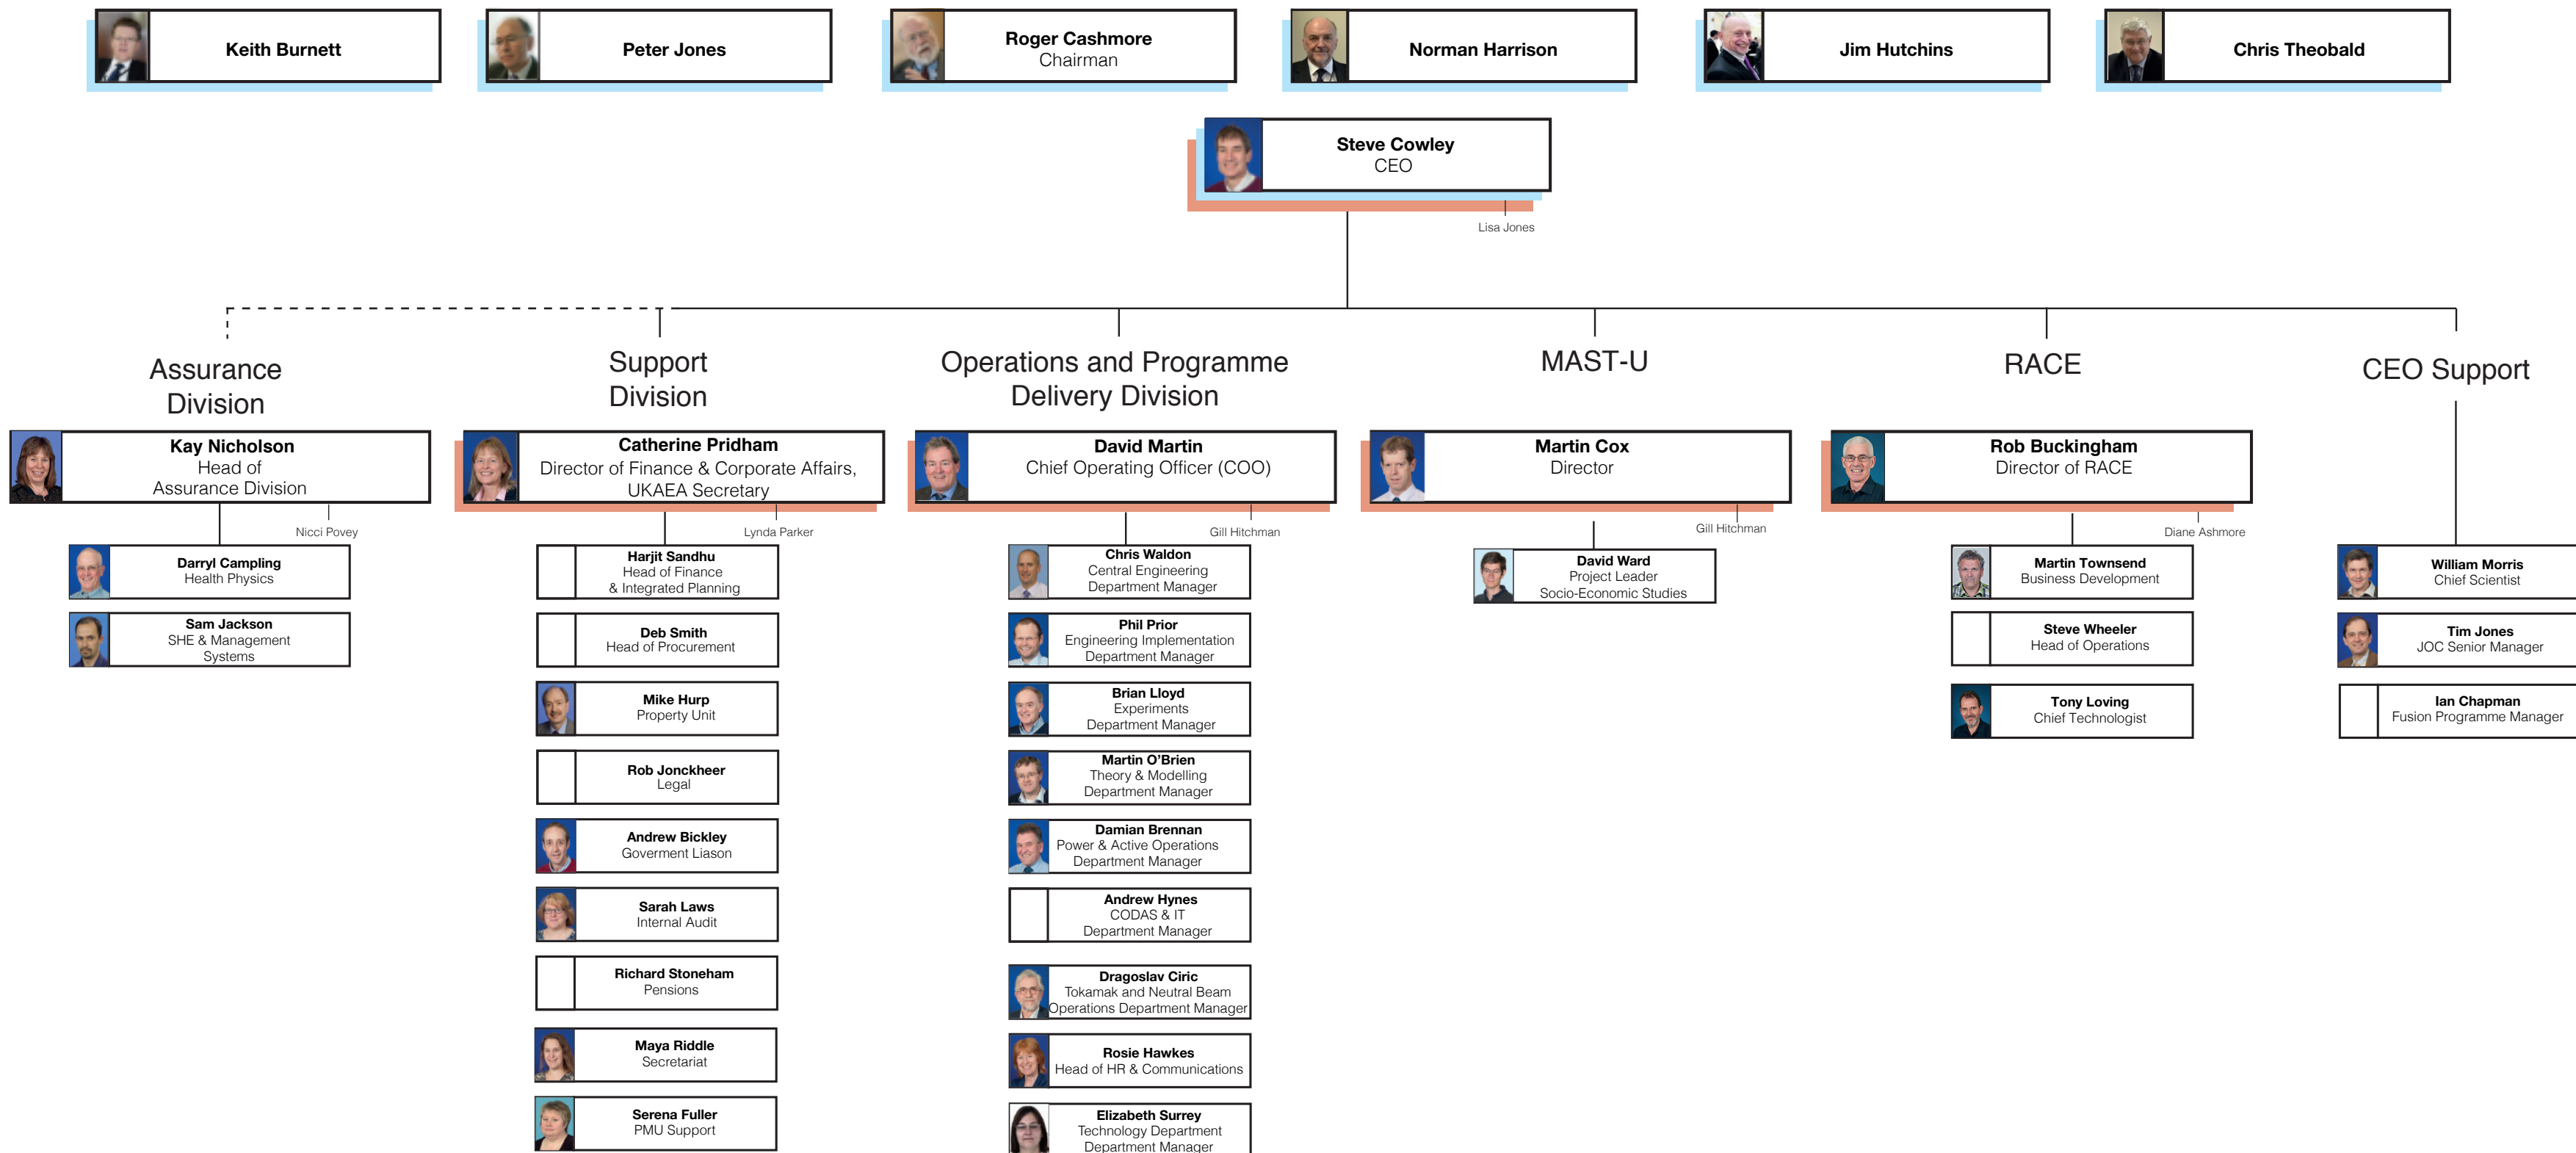 Keith Burnett
Peter Jones
Roger Cashmore
Chairman
Norman Harrison
Jim Hutchins
Chris Theobald
Steve Cowley
CEO
Lisa Jones
Assurance
Division
Kay Nicholson
Head of
Assurance Division
Nicci Povey
Darryl Campling
Health Physics
Sam Jackson
SHE & Management
Systems
Support
Division
Catherine Pridham
Director of Finance & Corporate Affairs,
UKAEA Secretary
Lynda Parker
Harjit Sandhu
Head of Finance
& Integrated Planning
Deb Smith
Head of Procurement
Mike Hurp
Property Unit
Rob Jonckheer
Legal
Andrew Bickley
Goverment Liason
Sarah Laws
Internal Audit
Richard Stoneham
Pensions
Maya Riddle
Secretariat
Serena Fuller
PMU Support
Operations and Programme
Delivery Division
David Martin
Chief Operating Officer (COO)
Gill Hitchman
Chris Waldon
Central Engineering
Department Manager
Phil Prior
Engineering Implementation
Department Manager
Brian Lloyd
Experiments
Department Manager
Martin O’Brien
Theory & Modelling
Department Manager
Damian Brennan
Power & Active Operations
Department Manager
Andrew Hynes
CODAS & IT
Department Manager
Dragoslav Ciric
Tokamak and Neutral Beam
Operations Department Manager
Rosie Hawkes
Head of HR & Communications
Elizabeth Surrey
Technology Department
Department Manager
MAST-U
Martin Cox
Director
Gill Hitchman
David Ward
Project Leader
Socio-Economic Studies
RACE
Rob Buckingham
Director of RACE
Diane Ashmore
Martin Townsend
Business Development
Steve Wheeler
Head of Operations
Tony Loving
Chief Technologist
CEO Support
William Morris
Chief Scientist
Tim Jones
JOC Senior Manager
Ian Chapman
Fusion Programme Manager